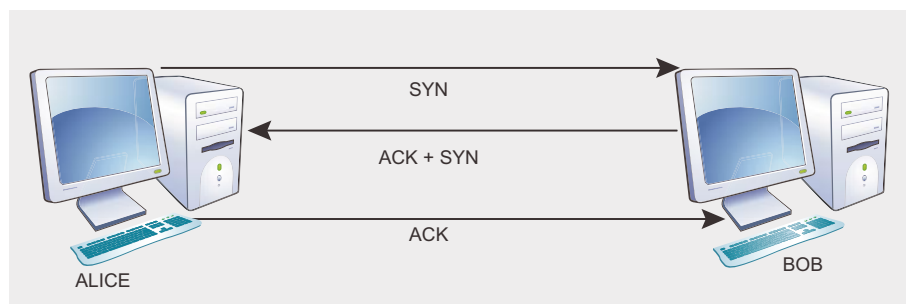 SYN
ACK + SYN
ACK
ALICE
BOB